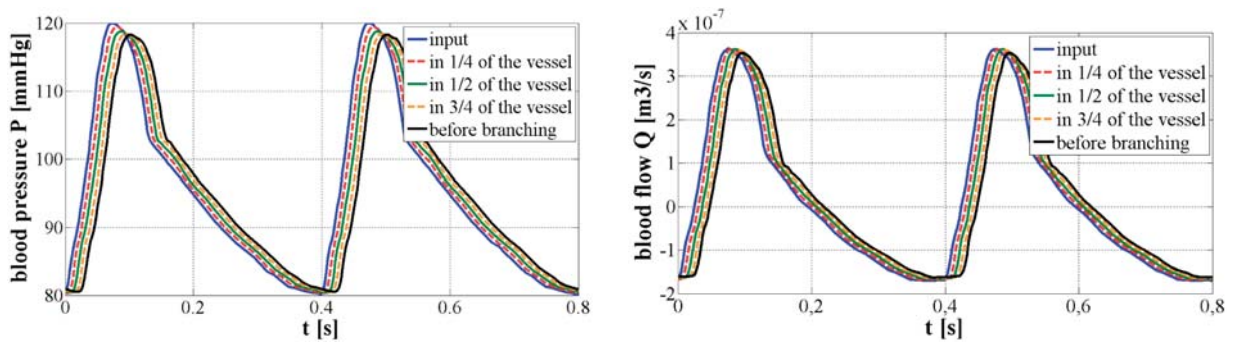 120
110
100
90
80
blood pressure P [mmHg]
input
in 1/4 of the vessel
in 1/2 of the vessel
in 3/4 of the vessel
before branching
0
0.2
0.4
0.6
0.8
t [s]
4 x 10-7
3
2
1
0
-1
-2
blood flow Q [m3/s]
input
in 1/4 of the vessel
in 1/2 of the vessel
in 3/4 of the vessel
before branching
0
0,2
0,4
0,6
0,8
t [s]